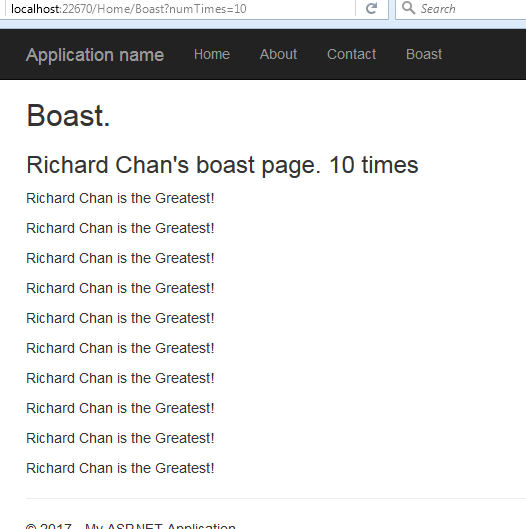 localhost:22670/Home/Boast?numTimes=10
Search
Application name Home About Contact Boast
Boast.
Richard Chan's boast page. 10 times
Richard Chan is the Greatest!
Richard Chan is the Greatest!
Richard Chan is the Greatest!
Richard Chan is the Greatest!
Richard Chan is the Greatest!
Richard Chan is the Greatest!
Richard Chan is the Greatest!
Richard Chan is the Greatest!
Richard Chan is the Greatest!
Richard Chan is the Greatest!
© 2017 - My ASP.NET Application